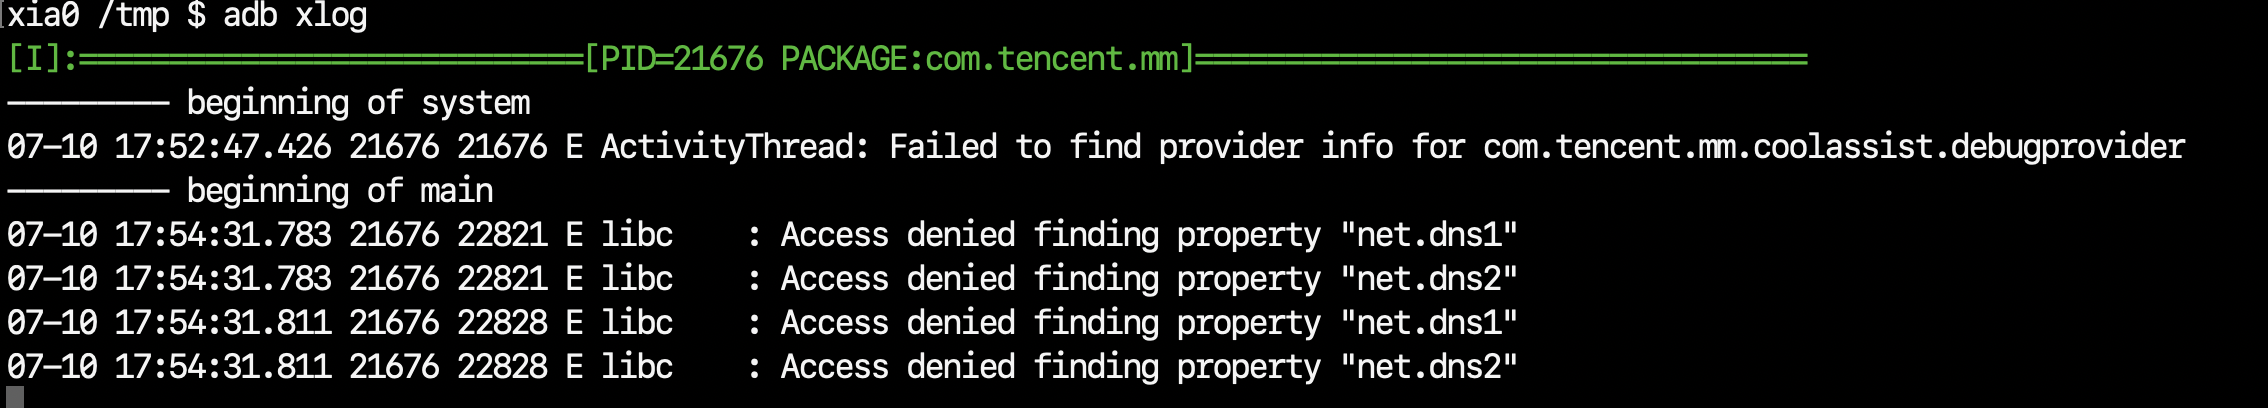 xia0 /tmp $ adb xlog
[I]:============================[PID=21676 PACKAGE:com.tencent.mm]==================================
--------- beginning of system
07-10 17:52:47.426 21676 21676 E ActivityThread: Failed to find provider info for com.tencent.mm.coolassist.debugprovider
--------- beginning of main
07-10 17:54:31.783 21676 22821 E libc    : Access denied finding property "net.dns1"
07-10 17:54:31.783 21676 22821 E libc    : Access denied finding property "net.dns2"
07-10 17:54:31.811 21676 22828 E libc    : Access denied finding property "net.dns1"
07-10 17:54:31.811 21676 22828 E libc    : Access denied finding property "net.dns2"